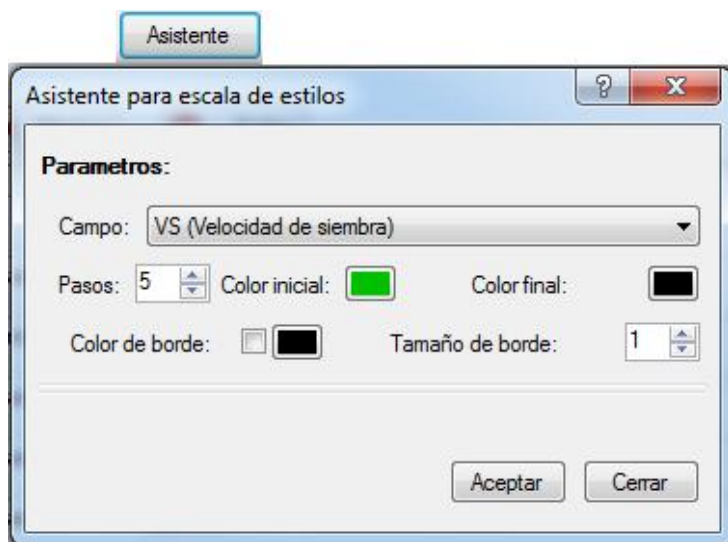 Asistente
Asistente para escala de estilos
Parametros:
Campo: VS (Velocidad de siembra)
Pasos: 5 Color inicial: Color final:
Color de borde: Tamaño de borde: 1
Aceptar Cerrar